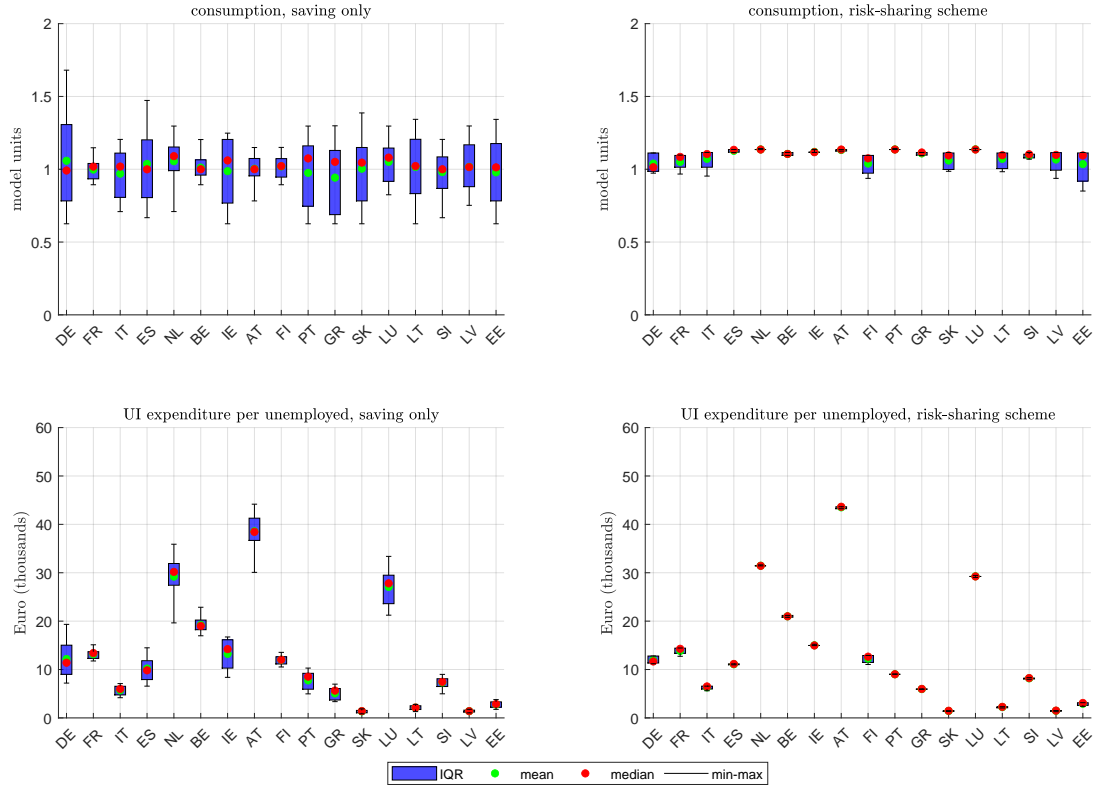 consumption, saving only
2
1.5
1
0.5
0
model units
DE FR IT ES NL BE IE AT FI PT GR SK LU LT SI LV EE
consumption, risk-sharing scheme
2
1.5
1
0.5
0
model units
DE FR IT ES NL BE IE AT FI PT GR SK LU LT SI LV EE
UI expenditure per unemployed, saving only
60
50
40
30
20
10
0
Euro (thousands)
DE FR IT ES NL BE IE AT FI PT GR SK LU LT SI LV EE
UI expenditure per unemployed, risk-sharing scheme
60
50
40
30
20
10
0
Euro (thousands)
DE FR IT ES NL BE IE AT FI PT GR SK LU LT SI LV EE
IQR mean median min-max